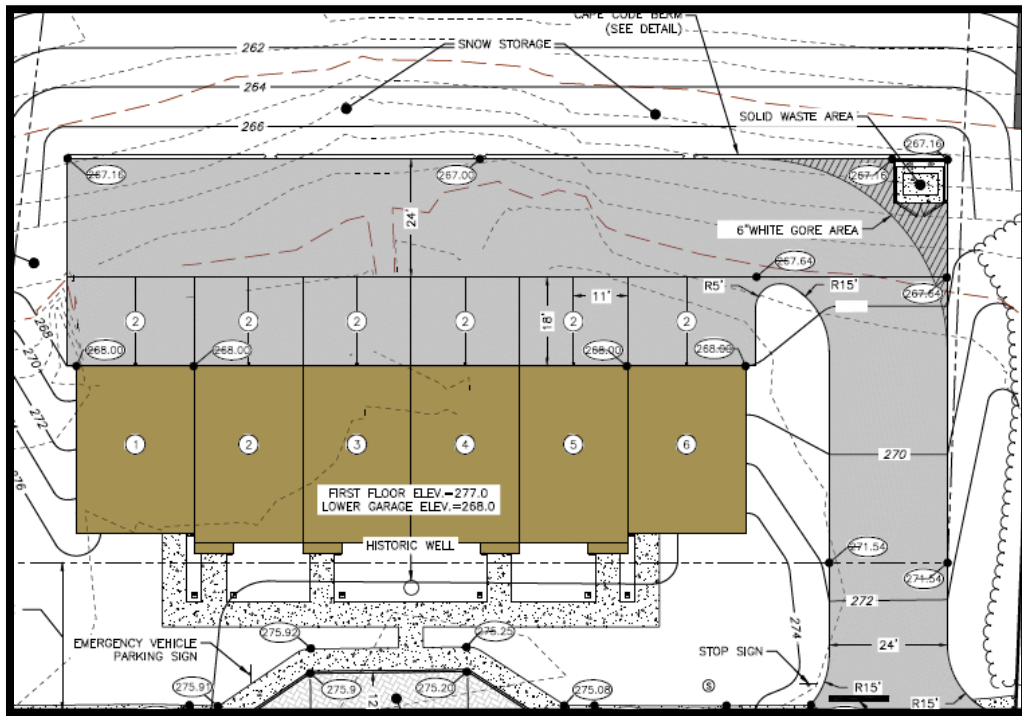 CAPE CODE BERM
(SEE DETAIL)
262
SNOW STORAGE
264
SOLID WASTE AREA
266
267.16
267.16
267.00
267.16
24'
6"WHITE GORE AREA
267.64
R5'
R15'
267.64
11'
268
2
2
2
2
2
2
18'
270
268.00
268.00
268.00
268.00
272
1
2
3
4
5
6
270
276
FIRST FLOOR ELEV.=277.0
LOWER GARAGE ELEV.=268.0
HISTORIC WELL
271.54
271.54
272
274
275.92
275.25
EMERGENCY VEHICLE
PARKING SIGN
STOP SIGN
24'
275.91
275.9
275.20
275.08
12'
S
R15'
R15'